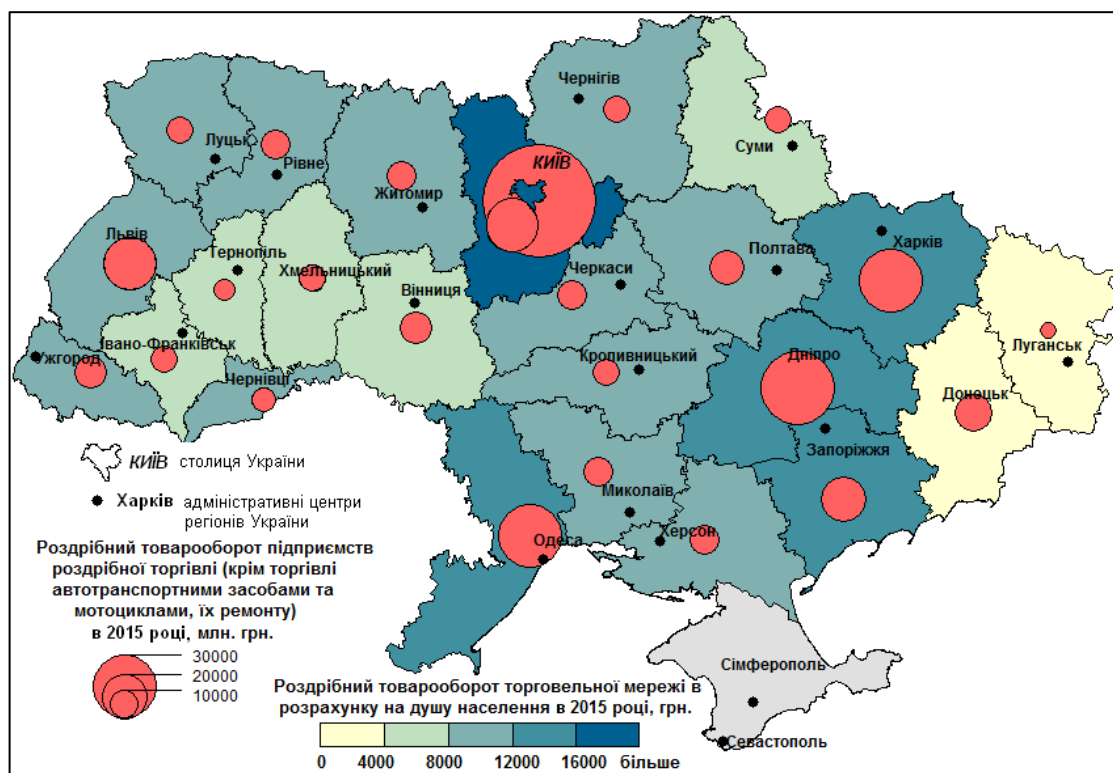 Чернігів
КИЇВ
Суми
Луцьк
Рівне
Житомир
Львів
Тернопіль
Хмельницький
Вінниця
Черкаси
Полтава
Харків
Івано-Франківськ
Ужгород
Чернівці
Кропивницький
Дніпро
Луганськ
Донецьк
Запоріжжя
Миколаїв
Херсон
Одеса
Сімферополь
Севастополь
КИЇВ столиця України
Харків адміністративні центри
регіонів України
Роздрібний товарооборот підприємств
роздрібної торгівлі (крім торгівлі
автотранспортними засобами та
мотоциклами, їх ремонту)
в 2015 році, млн. грн.
30000
20000
10000
Роздрібний товарооборот торговельної мережі в
розрахунку на душу населення в 2015 році, грн.
0 4000 8000 12000 16000 більше